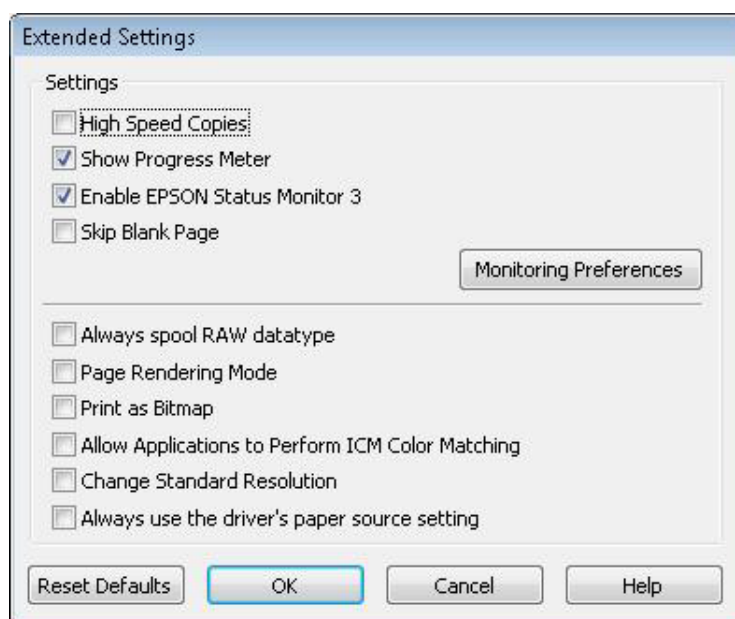 Extended Settings
Settings
High Speed Copies
Show Progress Meter
Enable EPSON Status Monitor 3
Skip Blank Page
Monitoring Preferences
Always spool RAW datatype
Page Rendering Mode
Print as Bitmap
Allow Applications to Perform ICM Color Matching
Change Standard Resolution
Always use the driver's paper source setting
Reset Defaults OK Cancel Help